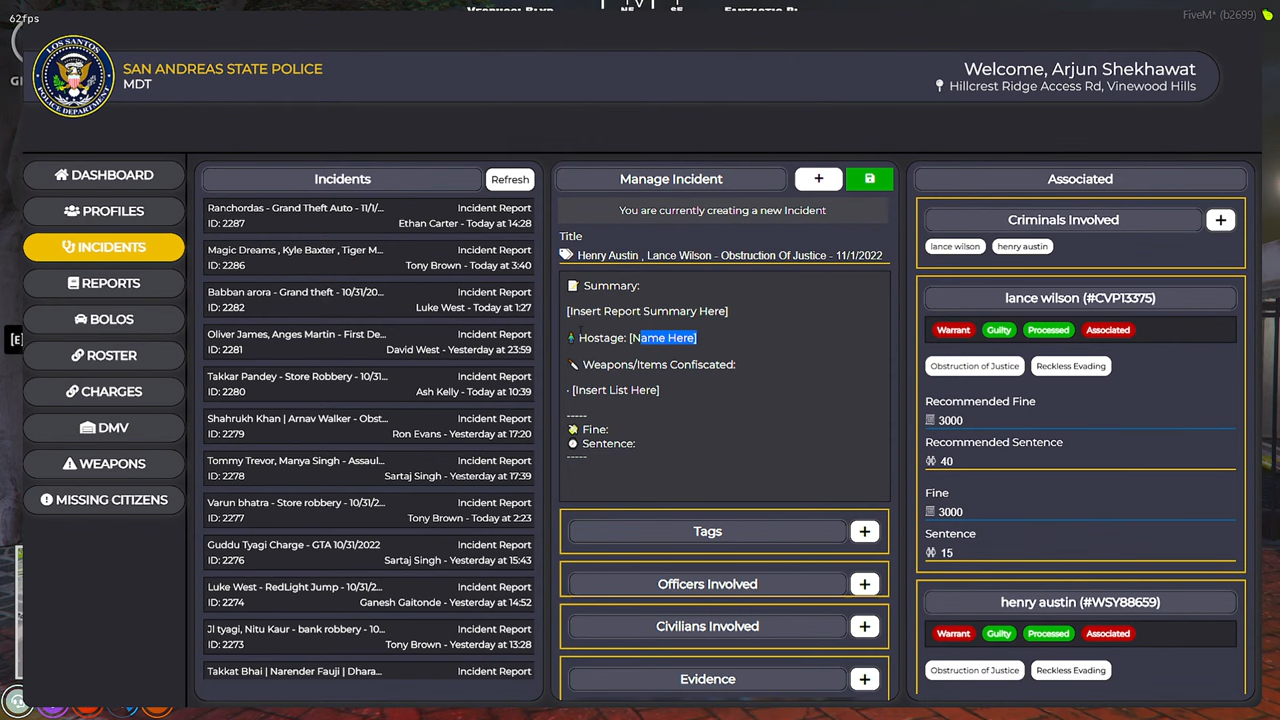 62fps
FiveM* (b2699)
LOS SANTOS
POLICE DEPARTMENT
SAN ANDREAS STATE POLICE
MDT
Welcome, Arjun Shekhawat
Hillcrest Ridge Access Rd, Vinewood Hills
DASHBOARD
PROFILES
INCIDENTS
REPORTS
BOLOS
ROSTER
CHARGES
DMV
WEAPONS
MISSING CITIZENS
[E]
Incidents
Refresh
Ranchordas - Grand Theft Auto - 11/1/...
Incident Report
ID: 2287
Ethan Carter - Today at 14:28
Magic Dreams , Kyle Baxter , Tiger M...
Incident Report
ID: 2286
Tony Brown - Today at 3:40
Babban arora - Grand theft - 10/31/20...
Incident Report
ID: 2282
Luke West - Today at 1:27
Oliver James, Anges Martin - First De...
Incident Report
ID: 2281
David West - Yesterday at 23:59
Takkar Pandey - Store Robbery - 10/31...
Incident Report
ID: 2280
Ash Kelly - Today at 10:39
Shahrukh Khan | Arnav Walker - Obst...
Incident Report
ID: 2279
Ron Evans - Yesterday at 17:20
Tommy Trevor, Manya Singh - Assaul...
Incident Report
ID: 2278
Sartaj Singh - Yesterday at 17:39
Varun bhatra - Store robbery - 10/31/2...
Incident Report
ID: 2277
Tony Brown - Today at 2:23
Guddu Tyagi Charge - GTA 10/31/2022
Incident Report
ID: 2276
Sartaj Singh - Yesterday at 15:43
Luke West - RedLight Jump - 10/31/2...
Incident Report
ID: 2274
Ganesh Gaitonde - Yesterday at 14:52
JI tyagi, Nitu Kaur - bank robbery - 10...
Incident Report
ID: 2273
Tony Brown - Yesterday at 13:28
Takkat Bhai | Narender Fauji | Dhara...
Incident Report
Manage Incident
+
You are currently creating a new Incident
Title
Henry Austin , Lance Wilson - Obstruction Of Justice - 11/1/2022
Summary:
[Insert Report Summary Here]
Hostage: [Name Here]
Weapons/Items Confiscated:
· [Insert List Here]
-----
Fine:
Sentence:
-----
Tags +
Officers Involved +
Civilians Involved +
Evidence +
Associated
Criminals Involved +
lance wilson
henry austin
lance wilson (#CVP13375)
Warrant Guilty Processed Associated
Obstruction of Justice
Reckless Evading
Recommended Fine
3000
Recommended Sentence
40
Fine
3000
Sentence
15
henry austin (#WSY88659)
Warrant Guilty Processed Associated
Obstruction of Justice
Reckless Evading